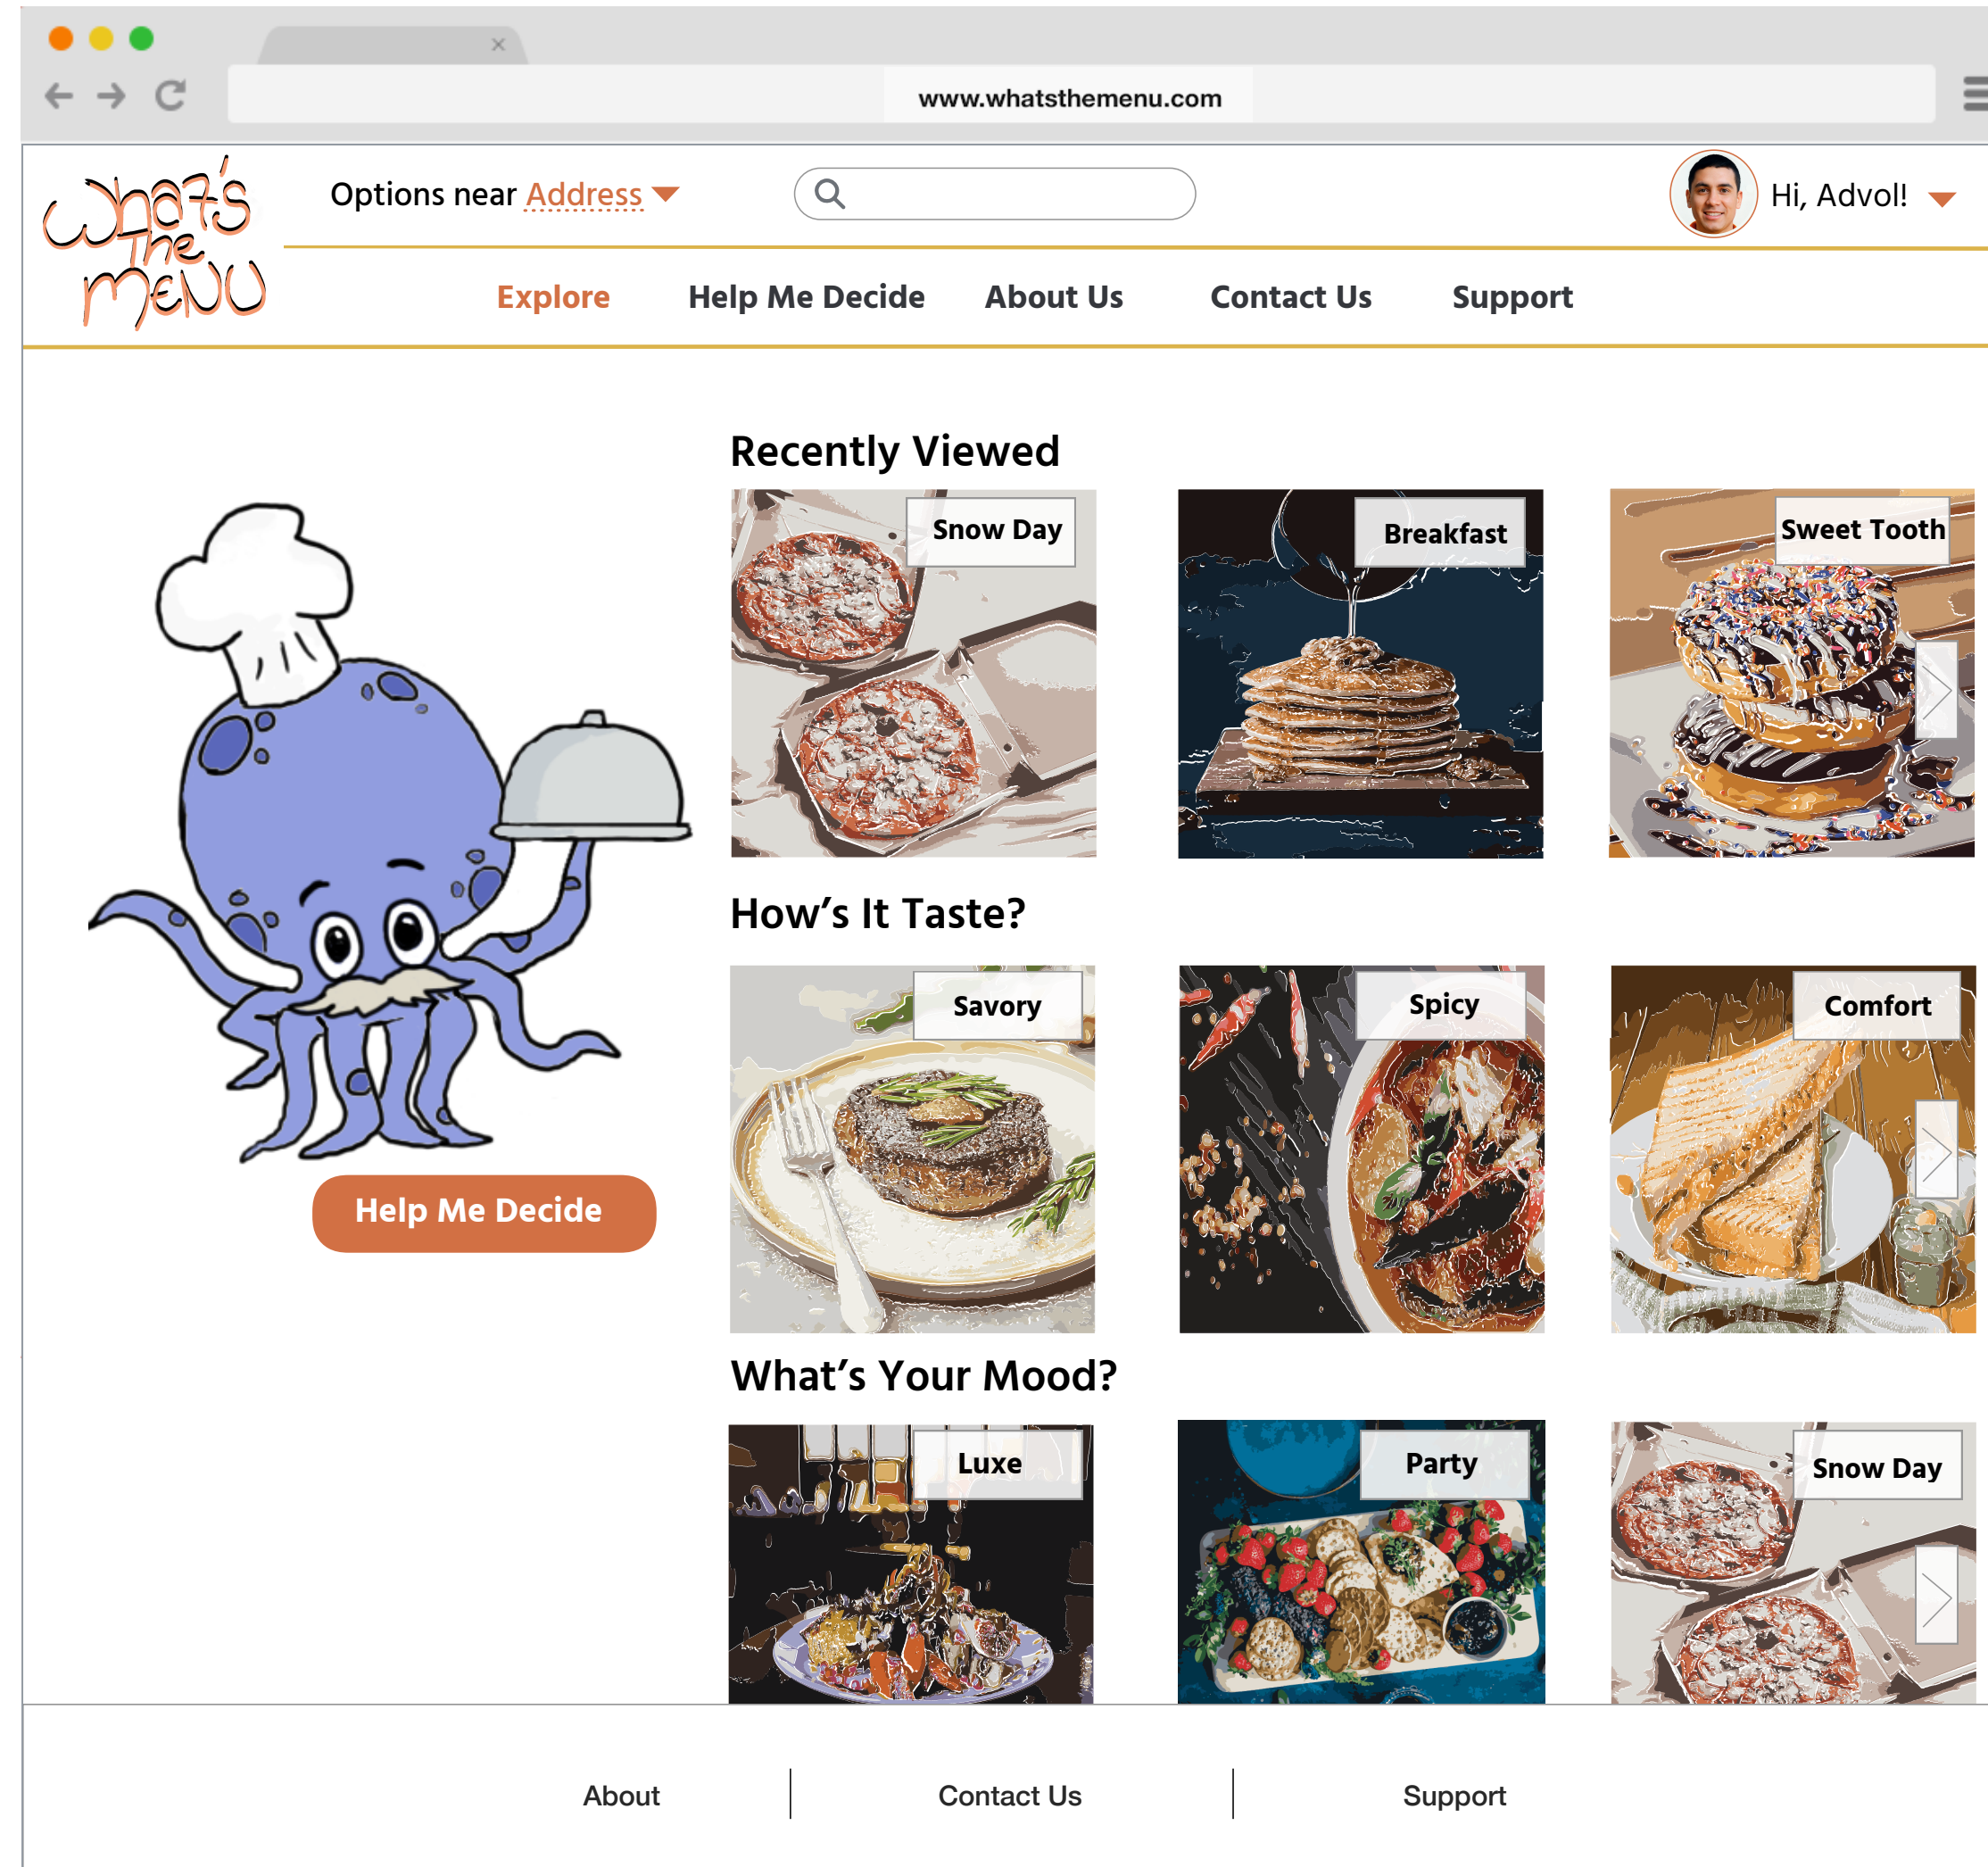 www.whatsthemenu.com
What's
The
MENU
Options near Address
Hi, Advol!
Explore Help Me Decide About Us Contact Us Support
Recently Viewed
Snow Day
Breakfast
Sweet Tooth
How’s It Taste?
Savory
Spicy
Comfort
Help Me Decide
What’s Your Mood?
Luxe
Party
Snow Day
About Contact Us Support